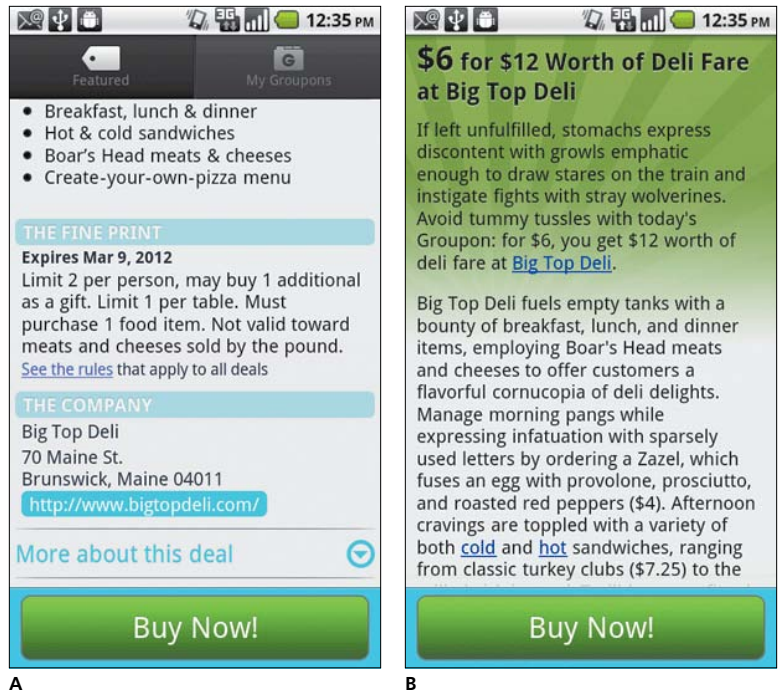 3G
12:35 PM
Featured
G
My Groupons
• Breakfast, lunch & dinner
• Hot & cold sandwiches
• Boar's Head meats & cheeses
• Create-your-own-pizza menu
THE FINE PRINT
Expires Mar 9, 2012
Limit 2 per person, may buy 1 additional
as a gift. Limit 1 per table. Must
purchase 1 food item. Not valid toward
meats and cheeses sold by the pound.
See the rules that apply to all deals
THE COMPANY
Big Top Deli
70 Maine St.
Brunswick, Maine 04011
http://www.bigtopdeli.com/
More about this deal
Buy Now!
A
3G
12:35 PM
$6 for $12 Worth of Deli Fare
at Big Top Deli
If left unfulfilled, stomachs express
discontent with growls emphatic
enough to draw stares on the train and
instigate fights with stray wolverines.
Avoid tummy tussles with today's
Groupon: for $6, you get $12 worth of
deli fare at Big Top Deli.
Big Top Deli fuels empty tanks with a
bounty of breakfast, lunch, and dinner
items, employing Boar's Head meats
and cheeses to offer customers a
flavorful cornucopia of deli delights.
Manage morning pangs while
expressing infatuation with sparsely
used letters by ordering a Zazel, which
fuses an egg with provolone, prosciutto,
and roasted red peppers ($4). Afternoon
cravings are toppled with a variety of
both cold and hot sandwiches, ranging
from classic turkey clubs ($7.25) to the
Buy Now!
B